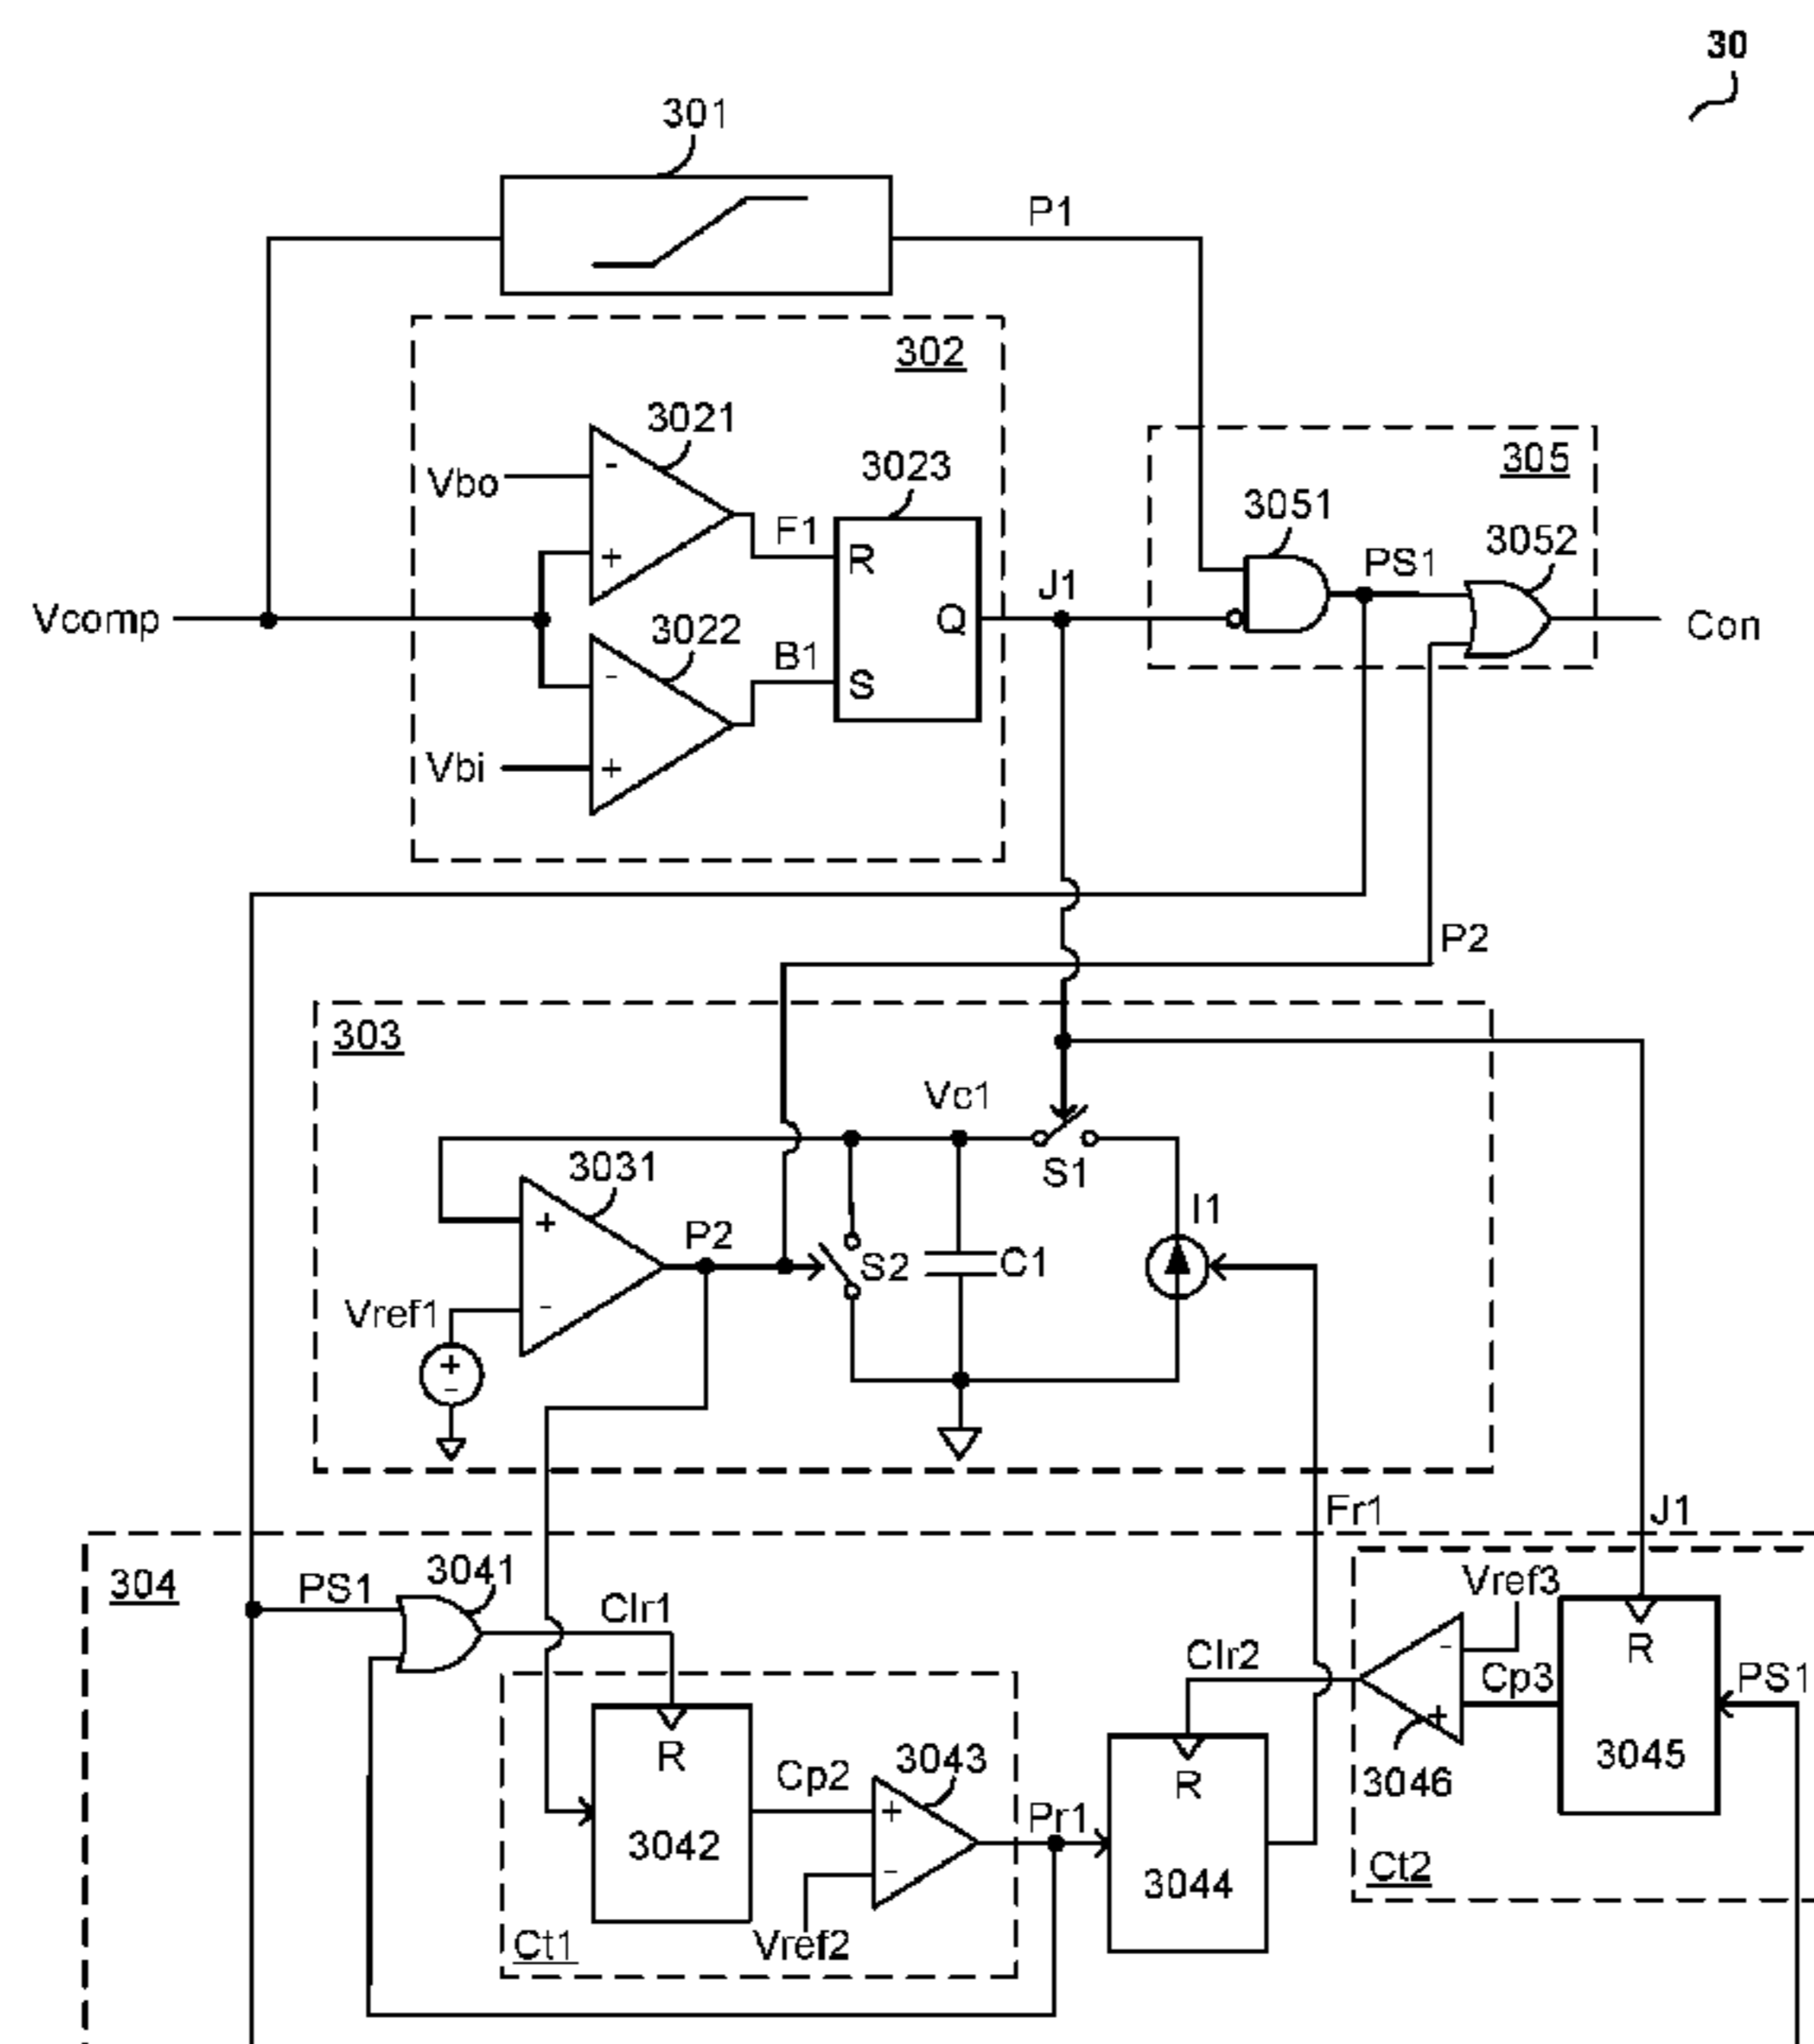 30
301
P1
302
3021
Vbo
-
+
F1
3023
R
Q
S
J1
305
3051
PS1
3052
Vcomp
Con
3022
B1
-
+
Vbi
P2
303
Vc1
S1
3031
+
-
P2
S2
C1
I1
Vref1
+
-
Fr1
J1
304
PS1
3041
Clr1
Vref3
-
R
Clr2
Cp3
PS1
+
3045
3046
R
Cp2
3043
+
-
Pr1
R
3042
3044
Ct2
Ct1
Vref2